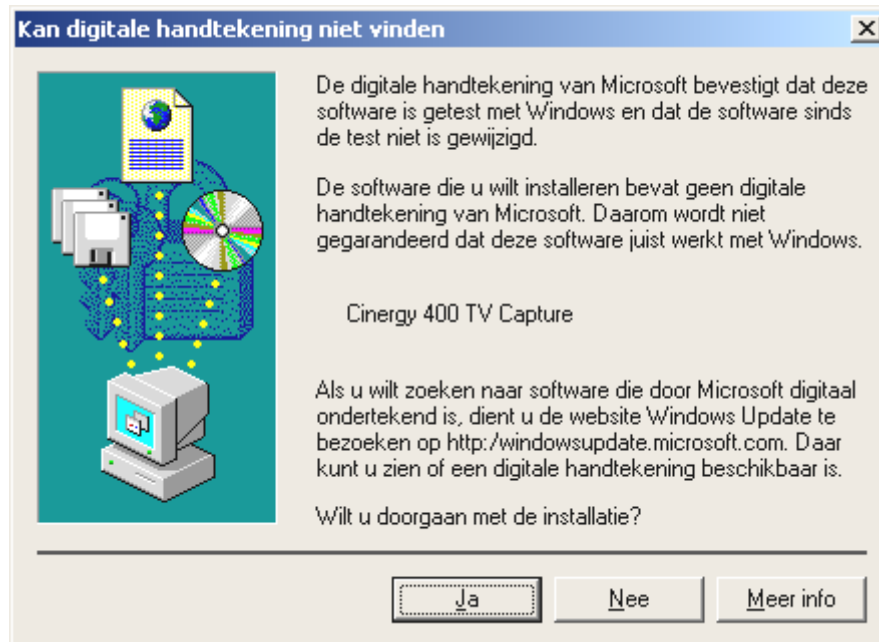 Kan digitale handtekening niet vinden
De digitale handtekening van Microsoft bevestigt dat deze
software is getest met Windows en dat de software sinds
de test niet is gewijzigd.
De software die u wilt installeren bevat geen digitale
handtekening van Microsoft. Daarom wordt niet
gegarandeerd dat deze software juist werkt met Windows.
Cinergy 400 TV Capture
Als u wilt zoeken naar software die door Microsoft digitaal
ondertekend is, dient u de website Windows Update te
bezoeken op http:/windowsupdate.microsoft.com. Daar
kunt u zien of een digitale handtekening beschikbaar is.
Wilt u doorgaan met de installatie?
Ja
Nee
Meer info